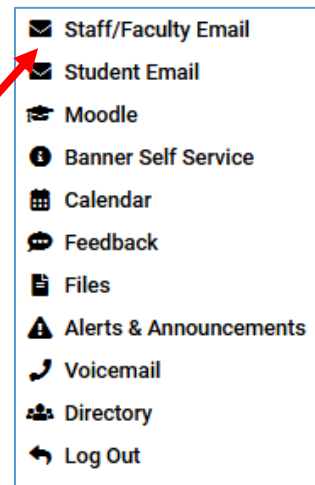 Staff/Faculty Email
Student Email
Moodle
Banner Self Service
Calendar
Feedback
Files
Alerts & Announcements
Voicemail
Directory
Log Out